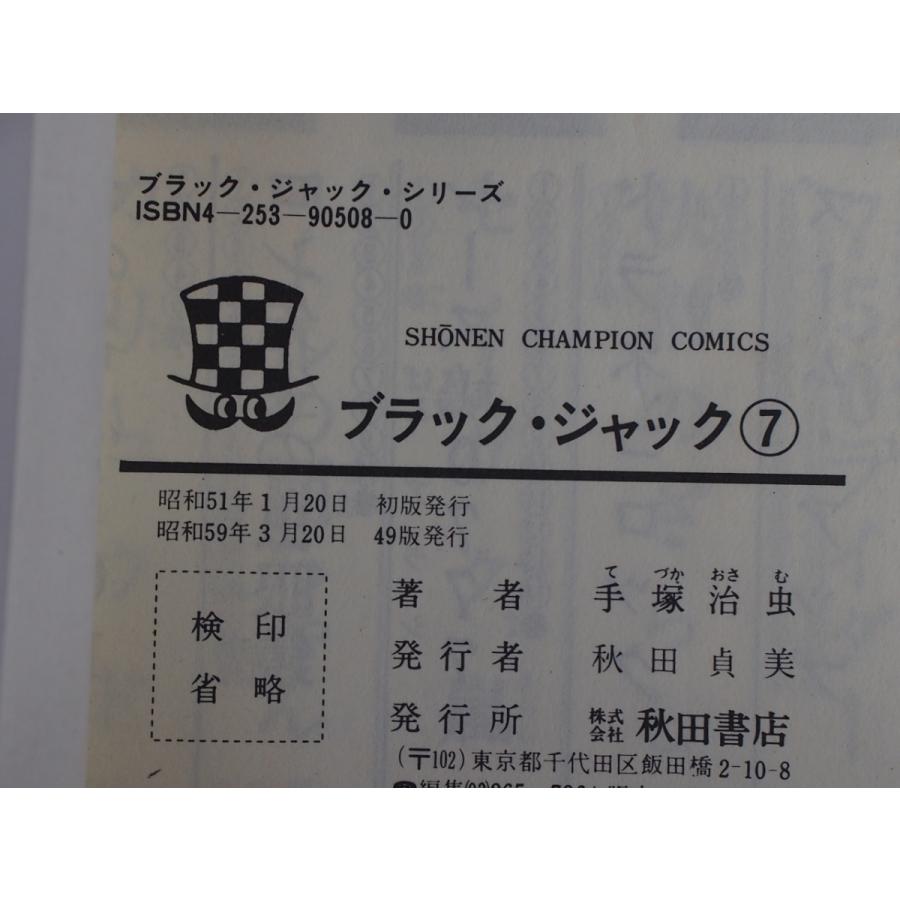 ブラック・ジャック・シリーズ
ISBN4—253—90508—0
SHŌNEN CHAMPION COMICS
ブラック・ジャック⑦
昭和51年1月20日 初版発行
昭和59年3月20日 49版発行
検印
省略
著者 手塚治虫
てづかおさむ
発行者 秋田貞美
発行所 株式会社 秋田書店
(〒102)東京都千代田区飯田橋2-10-8